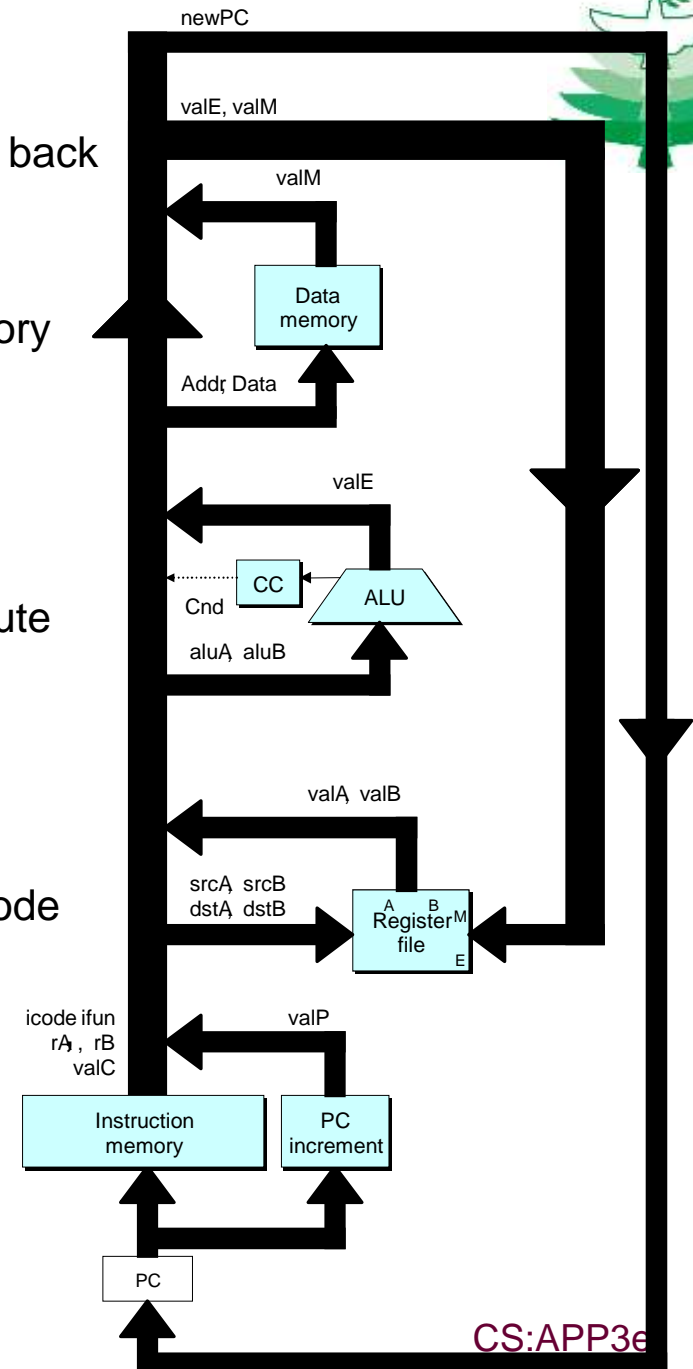 newPC
valE, valM
back
valM
Data
memory
ory
Addr, Data
valE
CC
ALU
Cnd
ute
aluA, aluB
valA, valB
srcA, srcB
dstA, dstB
A B
Register M
file
E
ode
icode ifun
rA, rB
valC
valP
Instruction
memory
PC
increment
PC
CS:APP3e